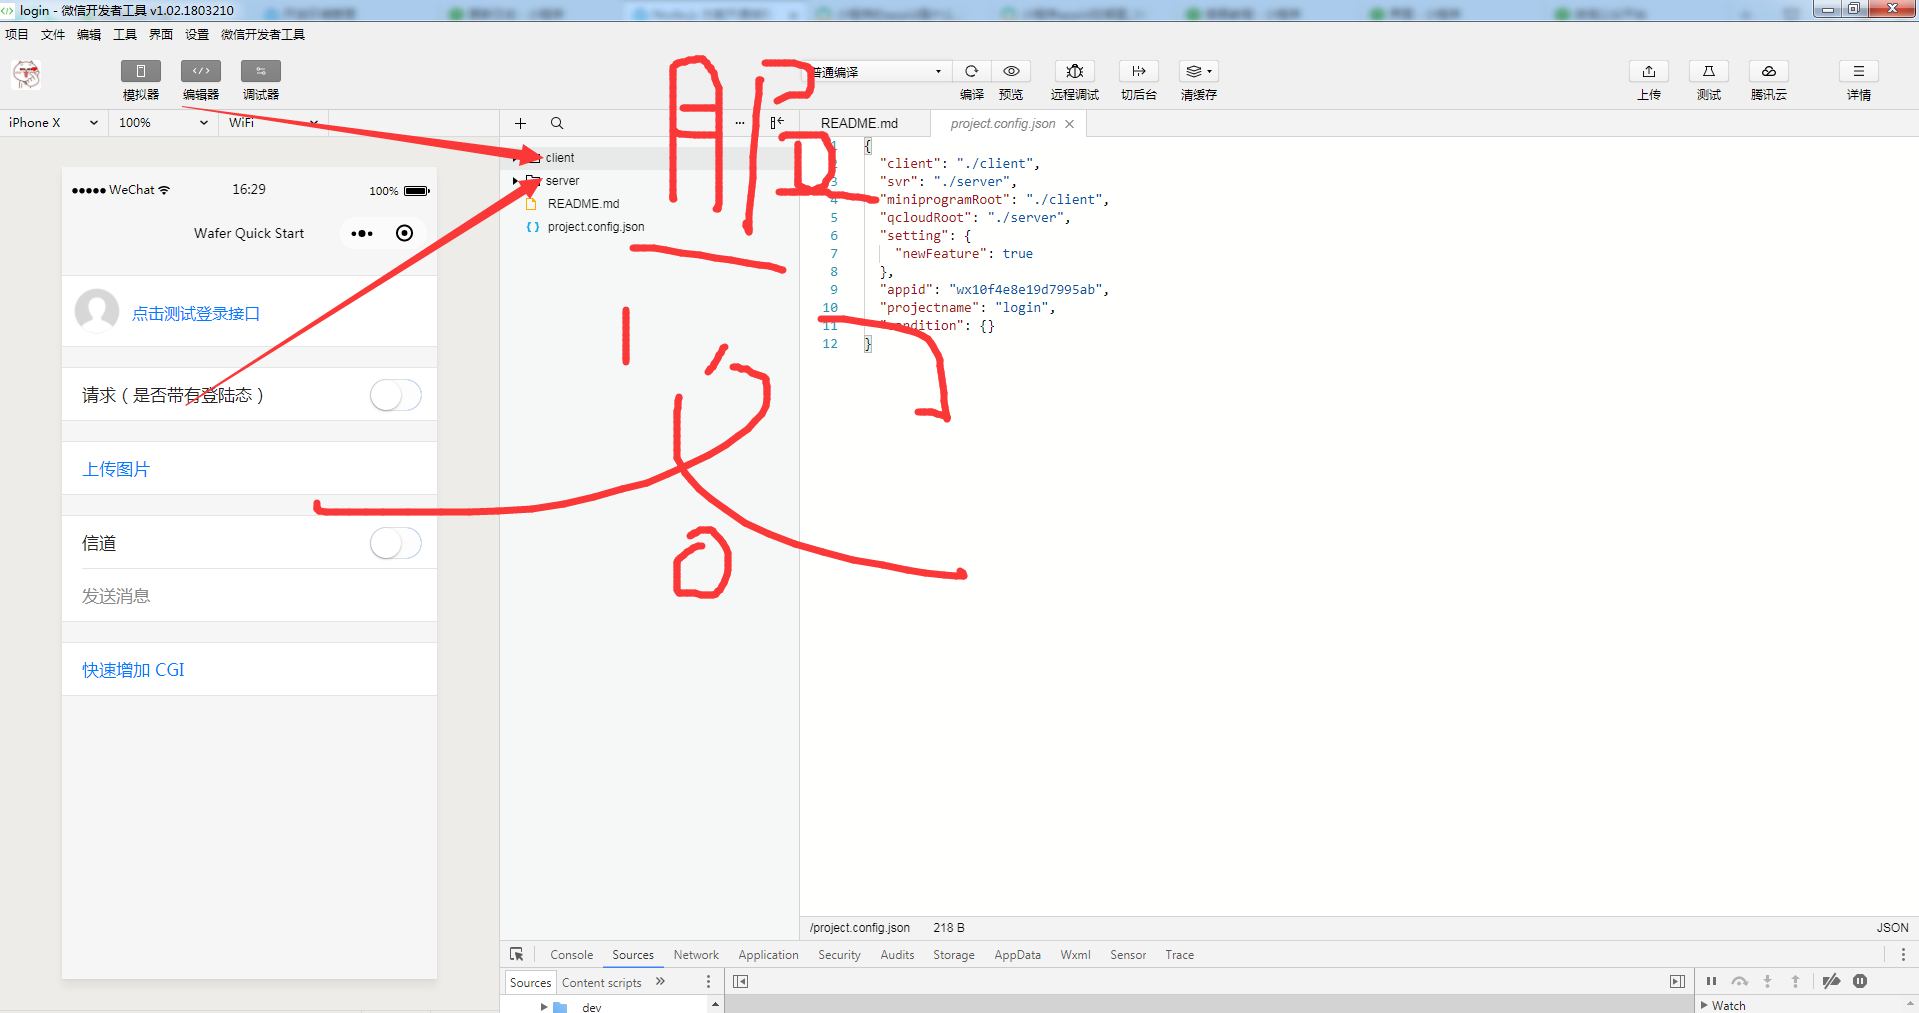 login - 微信开发者工具 v1.02.1803210
项目 文件 编辑 工具 界面 设置 微信开发者工具
普通编译
模拟器 编辑器 调试器 编译 预览 远程调试 切后台 清缓存 上传 测试 腾讯云 详情
iPhone X 100% WiFi
WeChat 16:29 100%
Wafer Quick Start
点击测试登录接口
请求（是否带有登陆态）
上传图片
信道
发送消息
快速增加 CGI
client
server
README.md
project.config.json
README.md project.config.json
1 {
2 "client": "./client",
3 "svr": "./server",
4 "miniprogramRoot": "./client",
5 "qcloudRoot": "./server",
6 "setting": {
7 "newFeature": true
8 },
9 "appid": "wx10f4e8e19d7995ab",
10 "projectname": "login",
11 "condition": {}
12 }
/project.config.json 218 B JSON
Console Sources Network Application Security Audits Storage AppData Wxml Sensor Trace
Sources Content scripts
dev
Watch